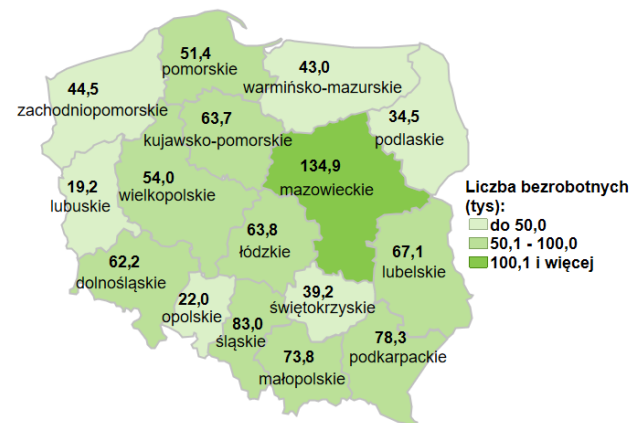 51,4
pomorskie
43,0
warmińsko-mazurskie
44,5
zachodniopomorskie
34,5
podlaskie
63,7
kujawsko-pomorskie
134,9
mazowieckie
19,2
lubuskie
54,0
wielkopolskie
63,8
łódzkie
67,1
lubelskie
62,2
dolnośląskie
22,0
opolskie
83,0
śląskie
39,2
świętokrzyskie
73,8
małopolskie
78,3
podkarpackie
Liczba bezrobotnych
(tys):
do 50,0
50,1 - 100,0
100,1 i więcej